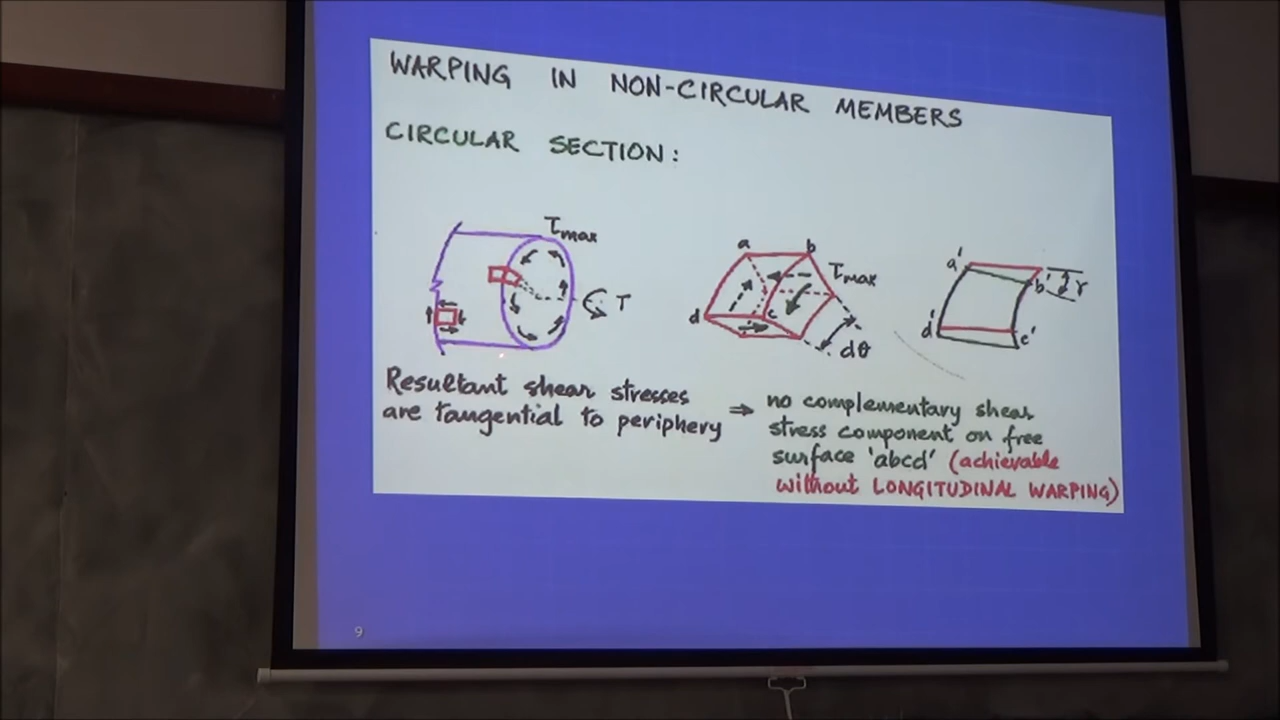 WARPING IN NON-CIRCULAR MEMBERS
CIRCULAR SECTION:
τmax
T
a b
τmax
d c
dθ
a'
b' γ
d' c'
Resultant shear stresses
are tangential to periphery ⇒
no complementary shear
stress component on free
surface 'abcd' (achievable
without LONGITUDINAL WARPING)
9